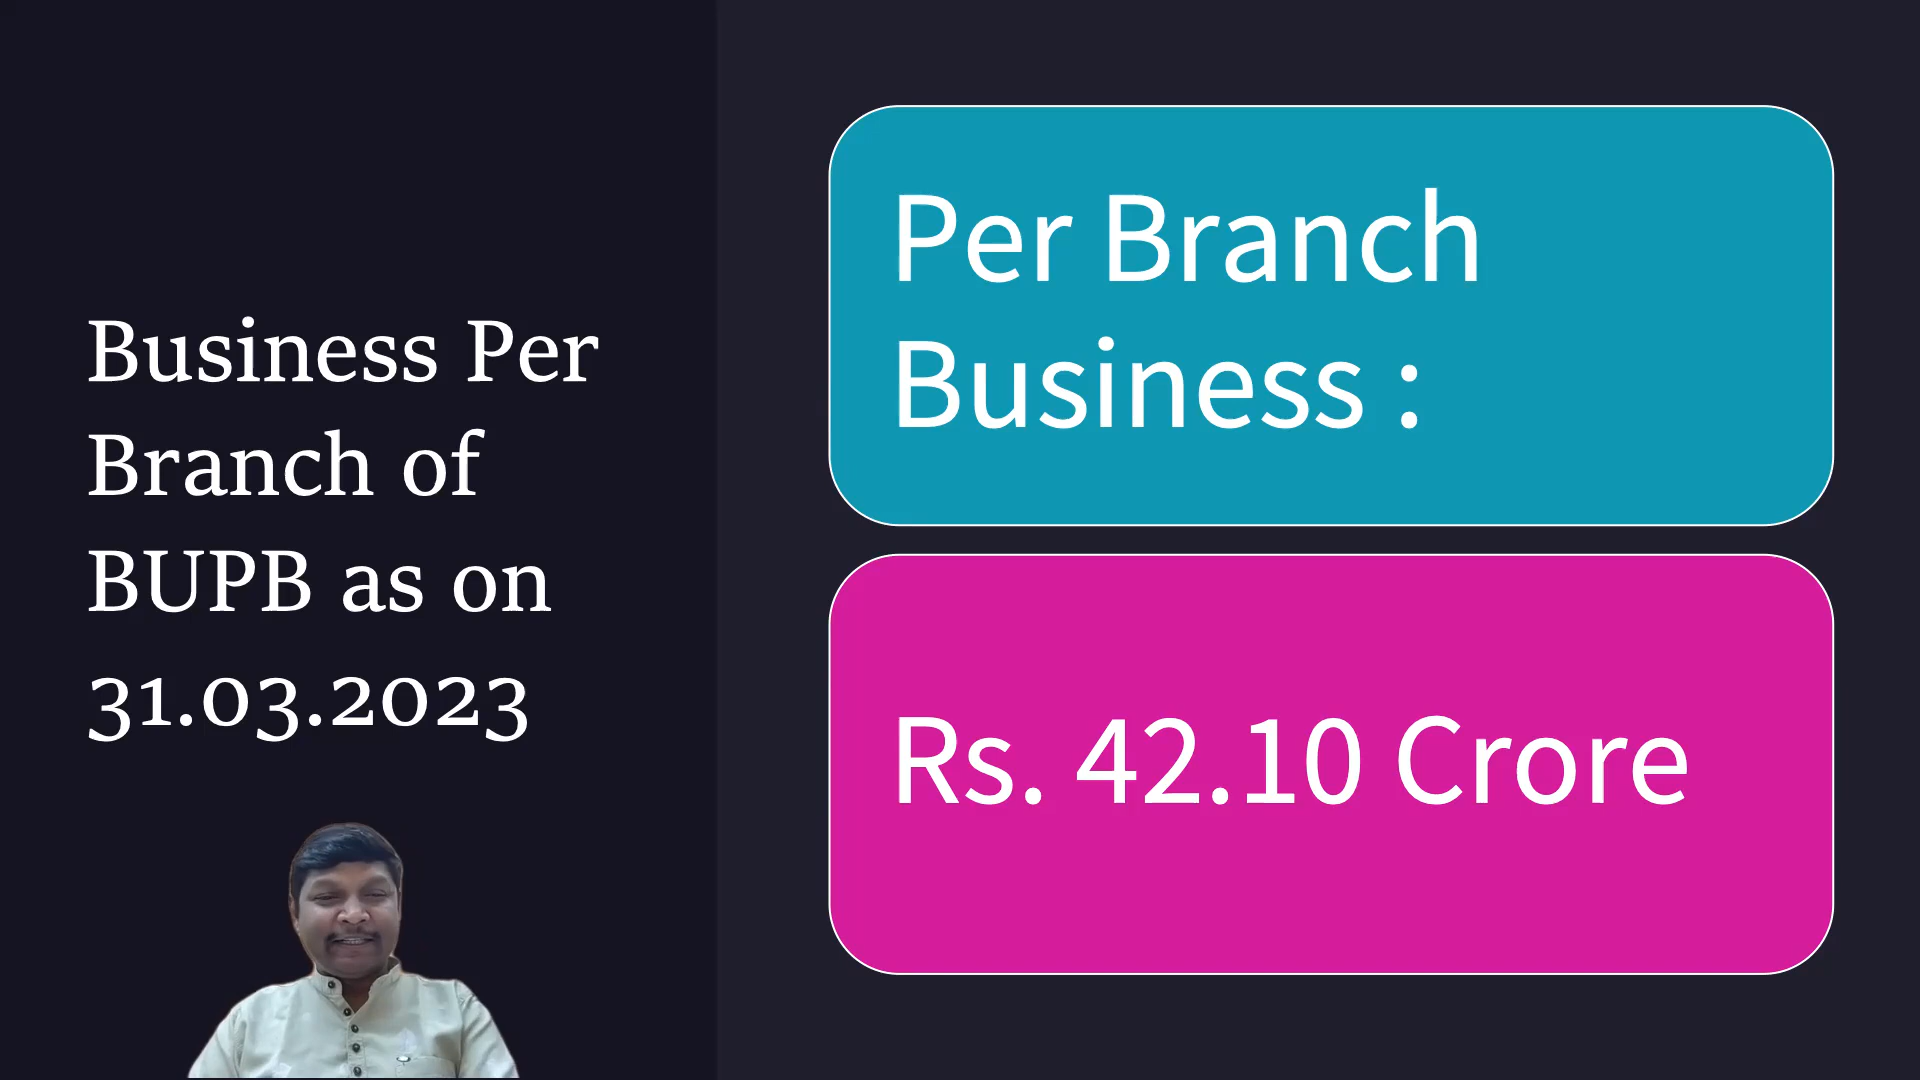 Business Per
Branch of
BUPB as on
31.03.2023
Per Branch
Business :
Rs. 42.10 Crore